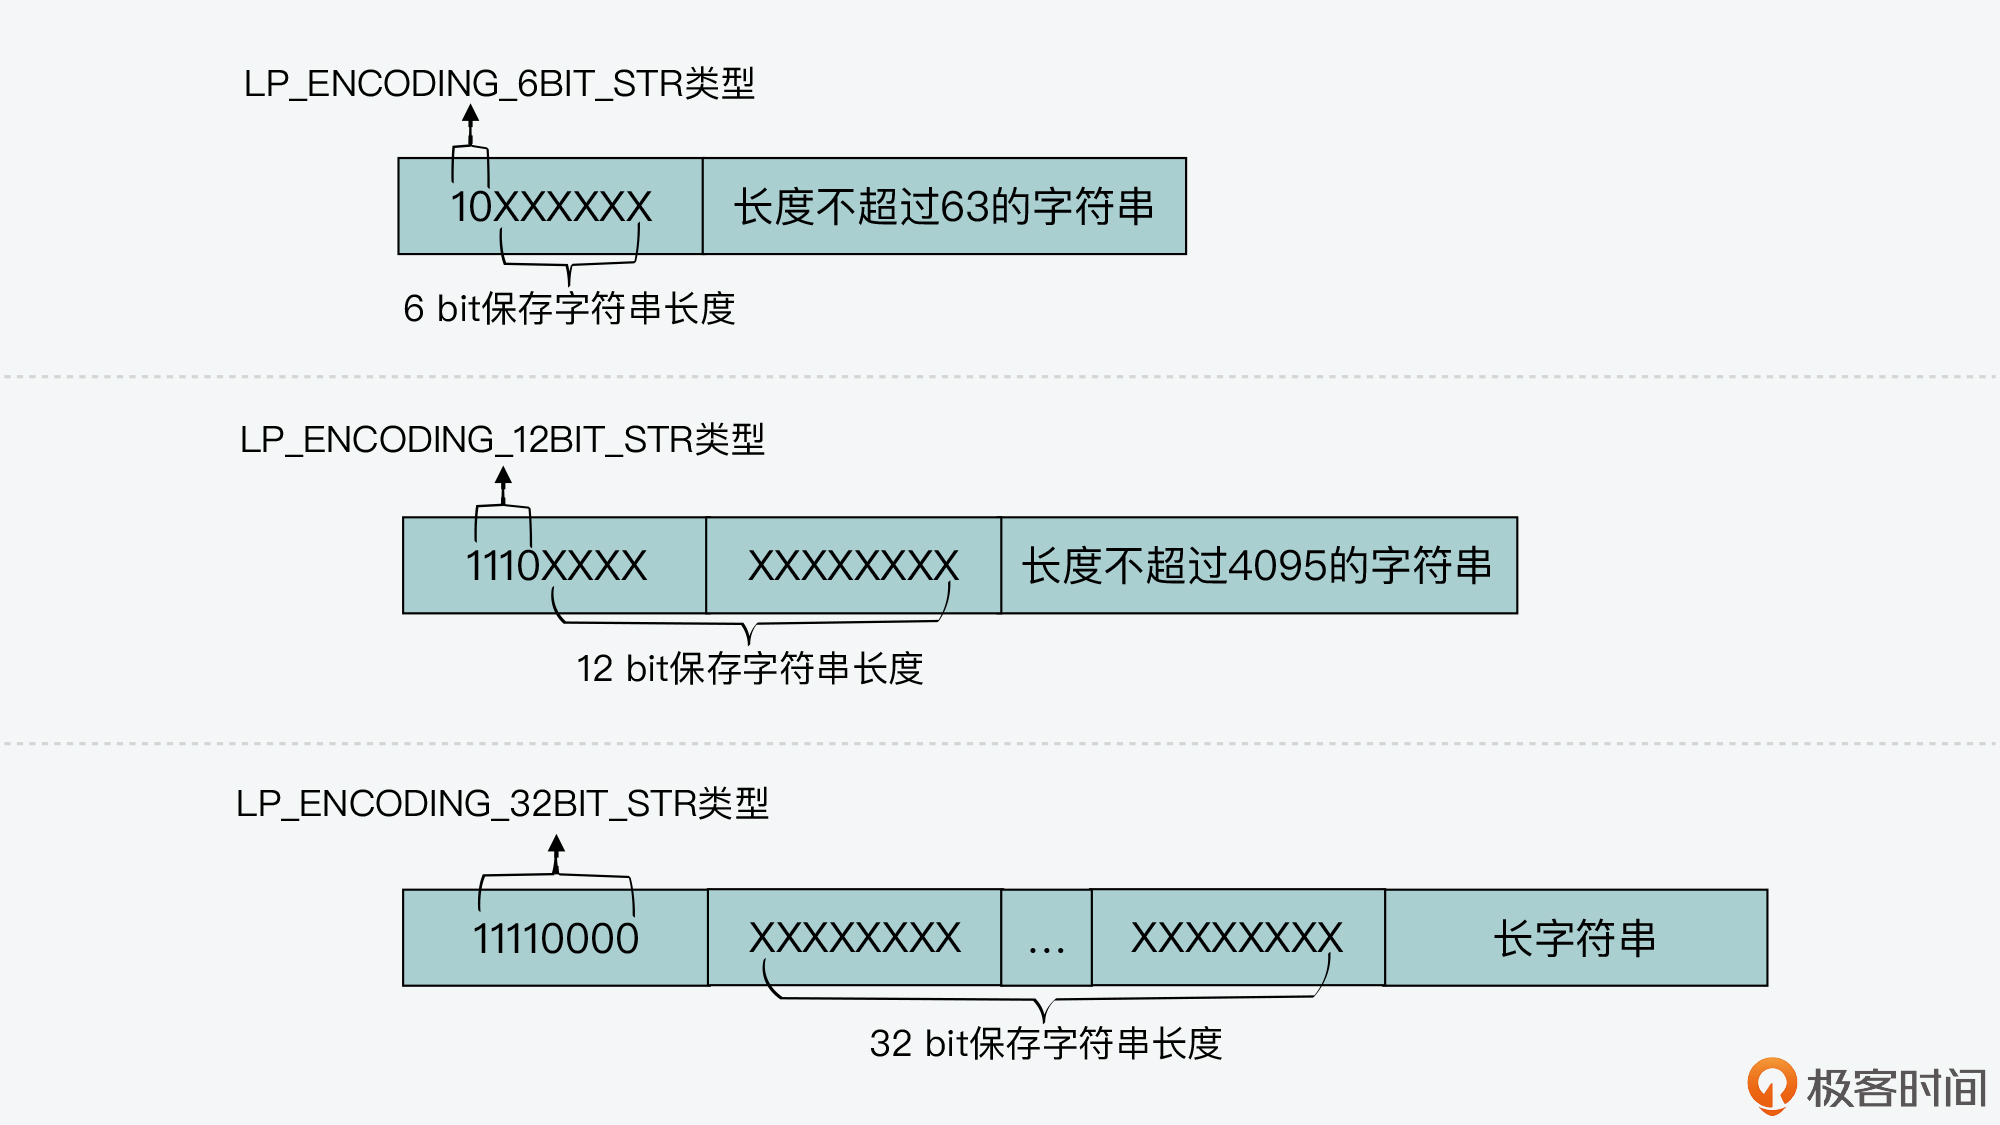 LP_ENCODING_6BIT_STR类型
10XXXXXX 长度不超过63的字符串
6 bit保存字符串长度
LP_ENCODING_12BIT_STR类型
1110XXXX XXXXXXXX 长度不超过4095的字符串
12 bit保存字符串长度
LP_ENCODING_32BIT_STR类型
11110000 XXXXXXXX ... XXXXXXXX 长字符串
32 bit保存字符串长度
极客时间